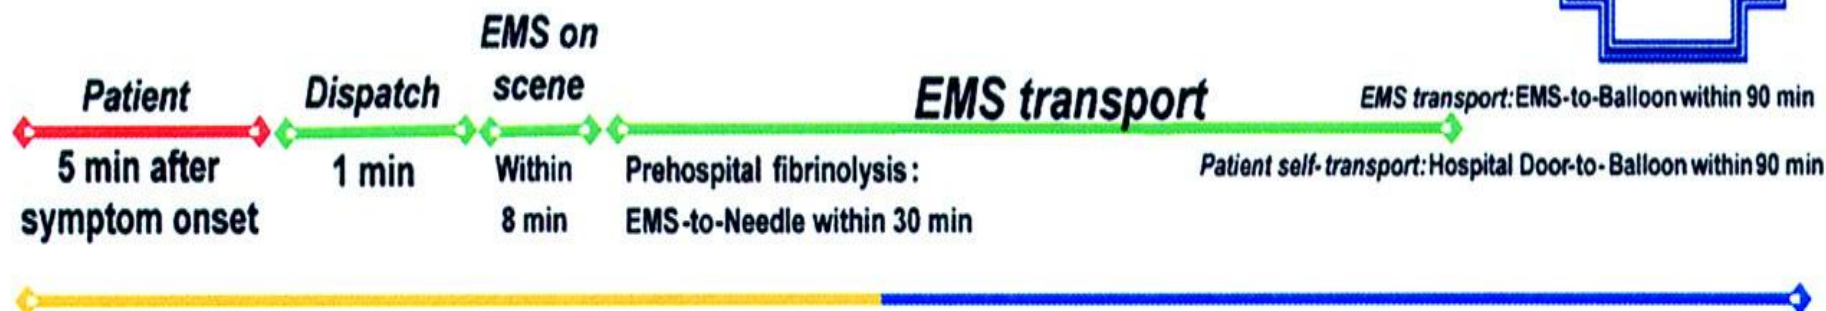 Patient
5 min after
symptom onset
Dispatch
1 min
EMS on
scene
Within
8 min
EMS transport
Prehospital fibrinolysis:
EMS-to-Needle within 30 min
EMS transport: EMS-to-Balloon within 90 min
Patient self-transport: Hospital Door-to-Balloon within 90 min